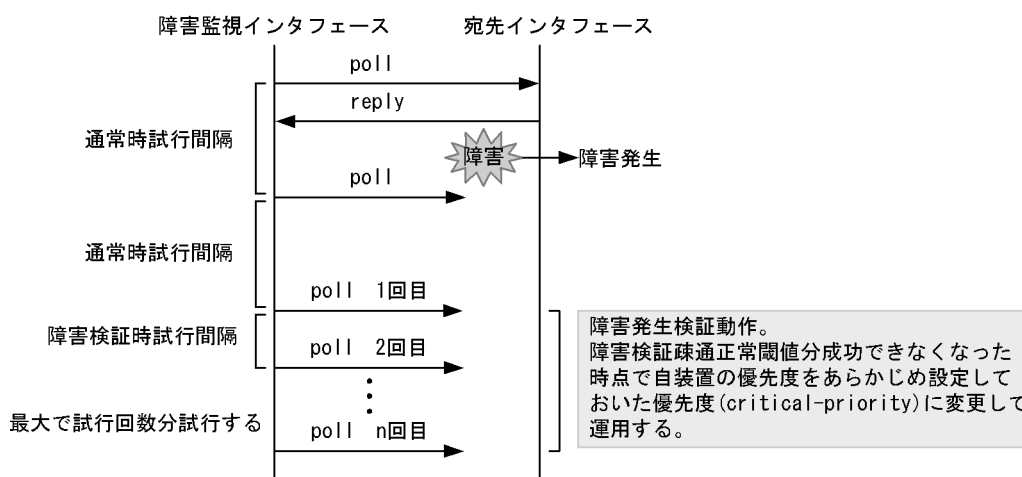 障害監視インタフェース
宛先インタフェース
poll
reply
通常時試行間隔
障害
障害発生
poll
通常時試行間隔
poll 1回目
障害検証時試行間隔
poll 2回目
最大で試行回数分試行する
poll n回目
障害発生検証動作。
障害検証疎通正常閾値分成功できなくなった
時点で自装置の優先度をあらかじめ設定して
おいた優先度(critical-priority)に変更して
運用する。